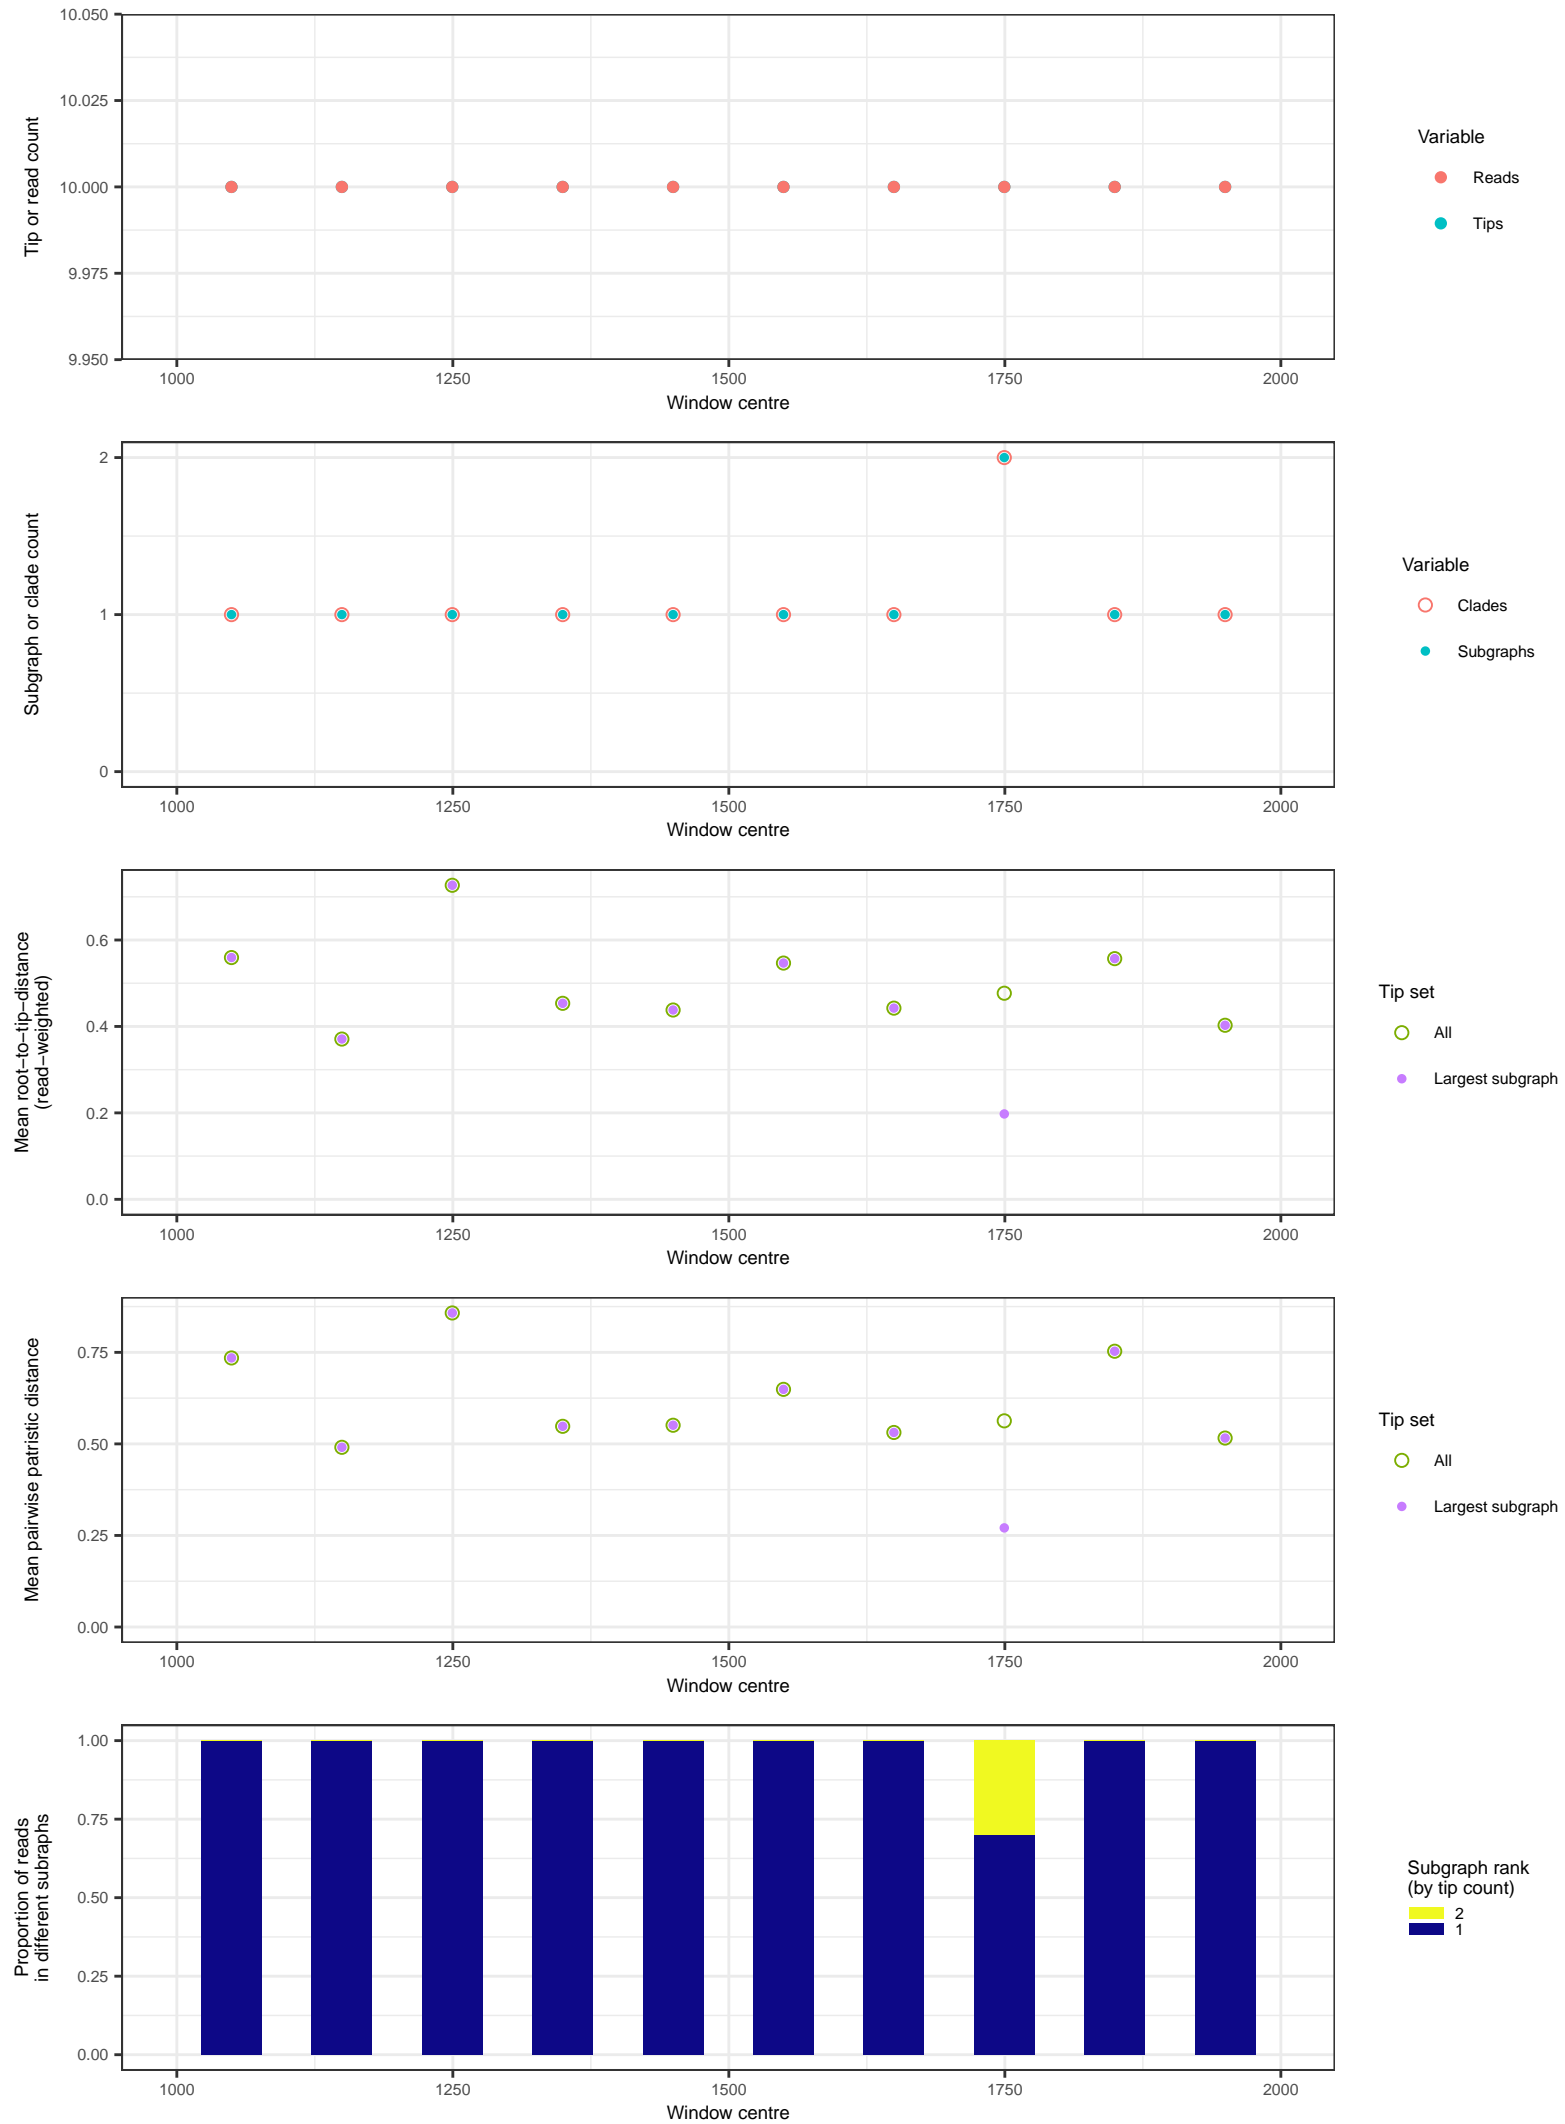 10.050
10.025
10.000
9.975
9.950
Tip or read count
1000 1250 1500 1750 2000
Window centre
Variable
Reads
Tips
2
1
0
Subgraph or clade count
1000 1250 1500 1750 2000
Window centre
Variable
Clades
Subgraphs
0.6
0.4
0.2
0.0
Mean root−to−tip−distance
(read−weighted)
1000 1250 1500 1750 2000
Window centre
Tip set
All
Largest subgraph
0.75
0.50
0.25
0.00
Mean pairwise patristic distance
1000 1250 1500 1750 2000
Window centre
Tip set
All
Largest subgraph
1.00
0.75
0.50
0.25
0.00
Proportion of reads
in different subraphs
1000 1250 1500 1750 2000
Window centre
Subgraph rank
(by tip count)
2
1